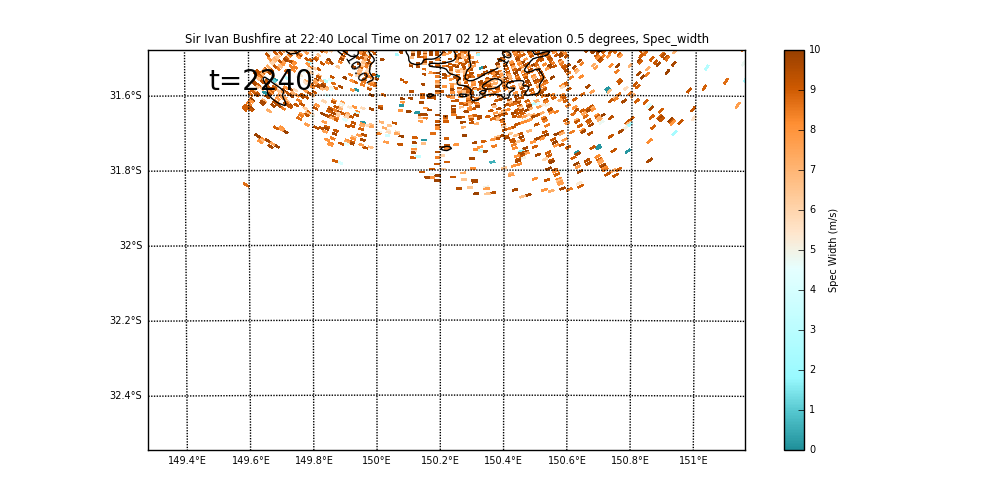 Sir Ivan Bushfire at 22:40 Local Time on 2017 02 12 at elevation 0.5 degrees, Spec_width
t=2240
31.6°S
31.8°S
32°S
32.2°S
32.4°S
149.4°E 149.6°E 149.8°E 150°E 150.2°E 150.4°E 150.6°E 150.8°E 151°E
10
9
8
7
6
5
4
3
2
1
0
Spec Width (m/s)